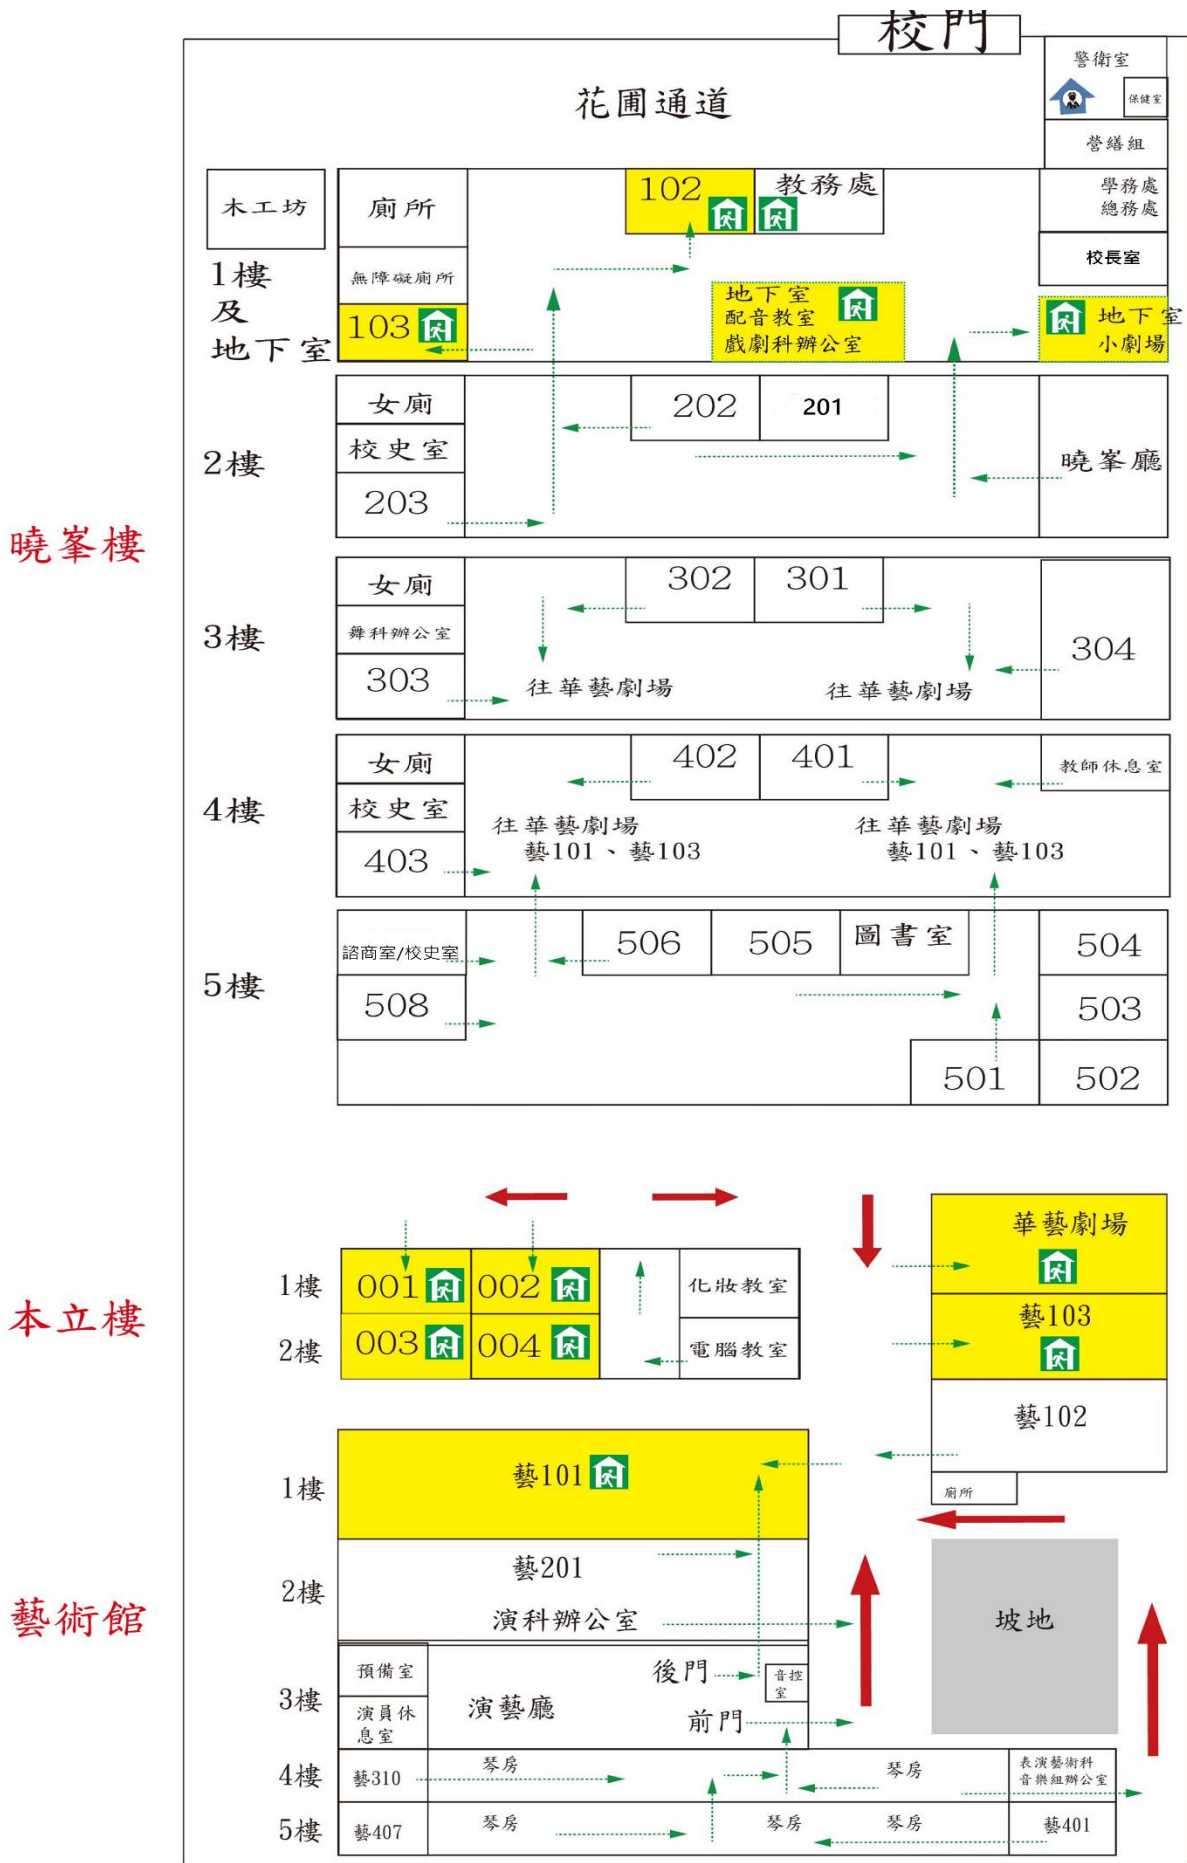 校門
警衛室
保健室
花圃通道
營繕組
木工坊
廁所
102
教務處
學務處
總務處
無障礙廁所
校長室
1樓
及
地下室
103
地下室
配音教室
戲劇科辦公室
地下室
小劇場
曉峯樓
2樓
女廁
校史室
203
202
201
曉峯廳
3樓
女廁
舞科辦公室
303
302
301
304
往華藝劇場
往華藝劇場
4樓
女廁
校史室
403
402
401
教師休息室
往華藝劇場
藝101、藝103
往華藝劇場
藝101、藝103
5樓
諮商室/校史室
508
506
505
圖書室
504
503
501
502
本立樓
1樓
001
002
化妝教室
2樓
003
004
電腦教室
華藝劇場
藝103
藝102
廁所
藝術館
1樓
藝101
2樓
藝201
演科辦公室
坡地
3樓
預備室
演員休
息室
演藝廳
後門
前門
音控
室
4樓
藝310
琴房
琴房
表演藝術科
音樂組辦公室
5樓
藝407
琴房
琴房
琴房
藝401